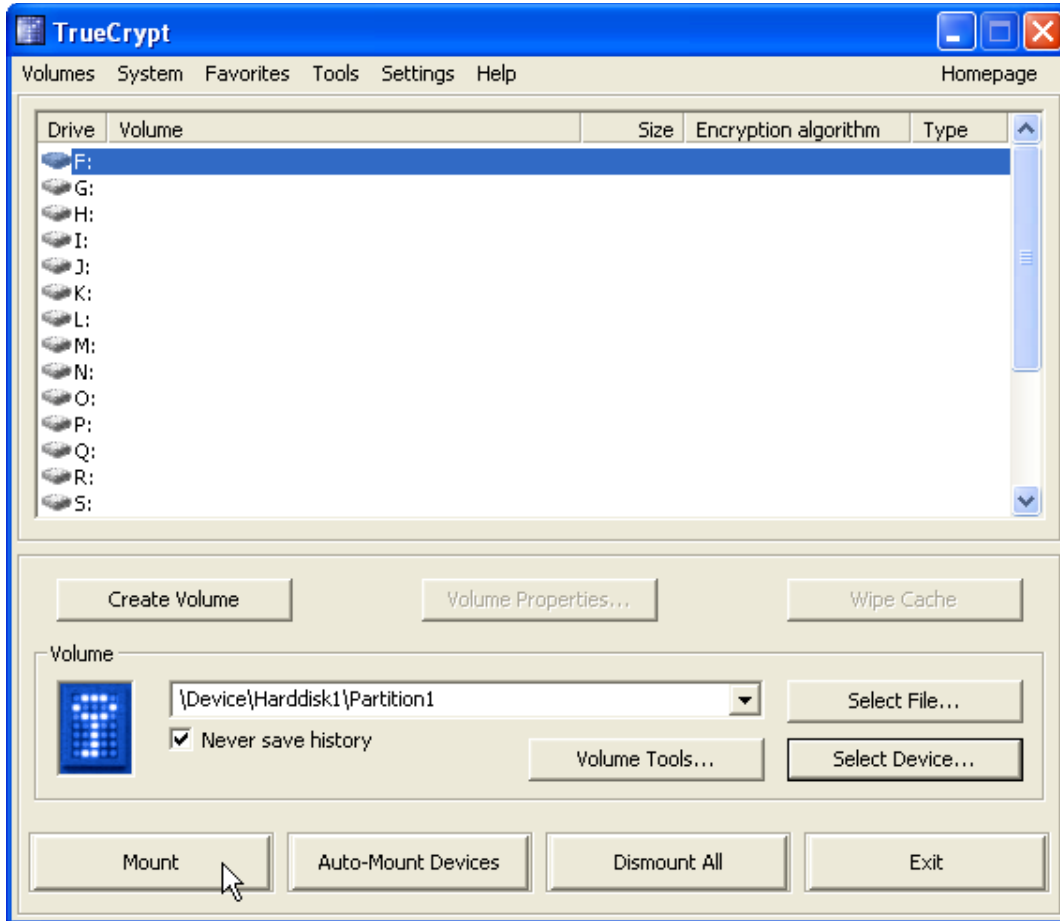 TrueCrypt
Volumes System Favorites Tools Settings Help Homepage
Drive Volume Size Encryption algorithm Type
F:
G:
H:
I:
J:
K:
L:
M:
N:
O:
P:
Q:
R:
S:
Create Volume Volume Properties... Wipe Cache
Volume
\Device\Harddisk1\Partition1 Select File...
Never save history
Volume Tools... Select Device...
Mount Auto-Mount Devices Dismount All Exit